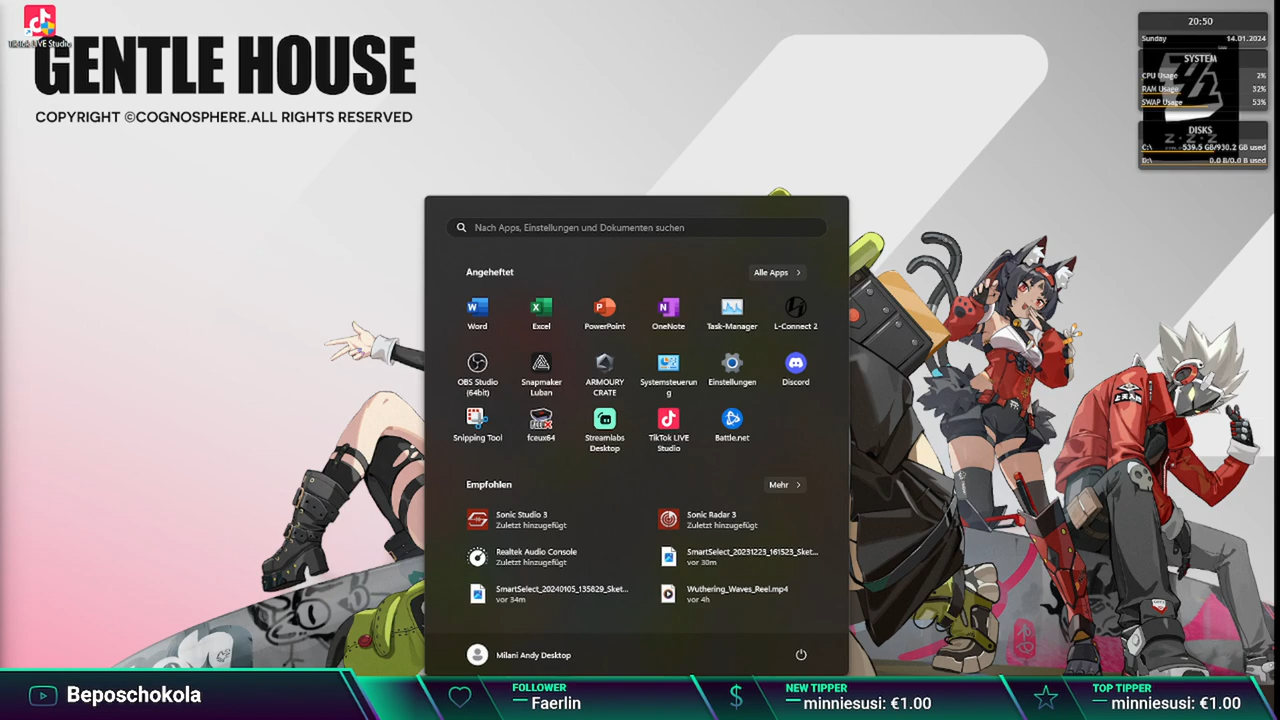 TikTok LIVE Studio
GENTLE HOUSE
COPYRIGHT ©COGNOSPHERE.ALL RIGHTS RESERVED
20:50
Sunday 14.01.2024
SYSTEM
CPU Usage 2%
RAM Usage 32%
SWAP Usage 53%
DISKS
Z·Z·Z
C:\ 539.5 GB/930.2 GB used
D:\ 0.0 B/0.0 B used
Nach Apps, Einstellungen und Dokumenten suchen
Angeheftet
Alle Apps >
Word
Excel
PowerPoint
OneNote
Task-Manager
L-Connect 2
OBS Studio
(64bit)
Snapmaker
Luban
ARMOURY
CRATE
Systemsteuerun
g
Einstellungen
Discord
Snipping Tool
fceux64
Streamlabs
Desktop
TikTok LIVE
Studio
Battle.net
Empfohlen
Mehr >
Sonic Studio 3
Zuletzt hinzugefügt
Sonic Radar 3
Zuletzt hinzugefügt
Realtek Audio Console
Zuletzt hinzugefügt
SmartSelect_20231223_161523_Sket...
vor 30m
SmartSelect_20240105_135829_Sket...
vor 34m
Wuthering_Waves_Reel.mp4
vor 4h
Milani Andy Desktop
Beposchokola
FOLLOWER
Faerlin
NEW TIPPER
minniesusi: €1.00
TOP TIPPER
minniesusi: €1.00